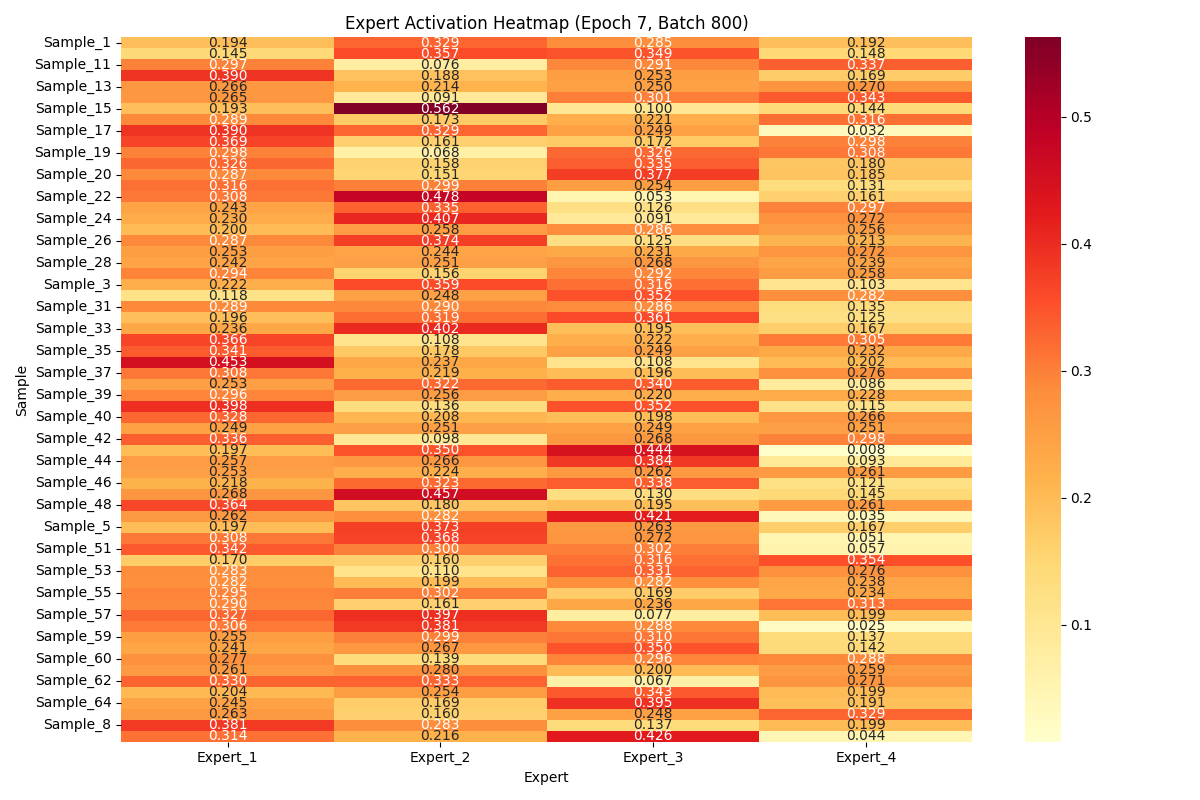 Expert Activation Heatmap (Epoch 7, Batch 800)
Sample_1 0.194 0.329 0.285 0.192
0.145 0.357 0.349 0.148
Sample_11 0.297 0.076 0.291 0.337
0.390 0.188 0.253 0.169
Sample_13 0.266 0.214 0.250 0.270
0.265 0.091 0.301 0.343
Sample_15 0.193 0.562 0.100 0.144
0.289 0.173 0.221 0.316
Sample_17 0.390 0.329 0.249 0.032
0.369 0.161 0.172 0.298
Sample_19 0.298 0.068 0.326 0.308
0.326 0.158 0.335 0.180
Sample_20 0.287 0.151 0.377 0.185
0.316 0.299 0.254 0.131
Sample_22 0.308 0.478 0.053 0.161
0.243 0.335 0.126 0.297
Sample_24 0.230 0.407 0.091 0.272
0.200 0.258 0.286 0.256
Sample_26 0.287 0.374 0.125 0.213
0.253 0.244 0.231 0.272
Sample_28 0.242 0.251 0.268 0.239
0.294 0.156 0.292 0.258
Sample_3 0.222 0.359 0.316 0.103
0.118 0.248 0.352 0.282
Sample_31 0.289 0.290 0.286 0.135
0.196 0.319 0.361 0.125
Sample_33 0.236 0.402 0.195 0.167
0.366 0.108 0.222 0.305
Sample_35 0.341 0.178 0.249 0.232
0.453 0.237 0.108 0.202
Sample_37 0.308 0.219 0.196 0.276
0.253 0.322 0.340 0.086
Sample_39 0.296 0.256 0.220 0.228
0.398 0.136 0.352 0.115
Sample_40 0.328 0.208 0.198 0.266
0.249 0.251 0.249 0.251
Sample_42 0.336 0.098 0.268 0.298
0.197 0.350 0.444 0.008
Sample_44 0.257 0.266 0.384 0.093
0.253 0.224 0.262 0.261
Sample_46 0.218 0.323 0.338 0.121
0.268 0.457 0.130 0.145
Sample_48 0.364 0.180 0.195 0.261
0.262 0.282 0.421 0.035
Sample_5 0.197 0.373 0.263 0.167
0.308 0.368 0.272 0.051
Sample_51 0.342 0.300 0.302 0.057
0.170 0.160 0.316 0.354
Sample_53 0.283 0.110 0.331 0.276
0.282 0.199 0.282 0.238
Sample_55 0.295 0.302 0.169 0.234
0.290 0.161 0.236 0.313
Sample_57 0.327 0.397 0.077 0.199
0.306 0.381 0.288 0.025
Sample_59 0.255 0.299 0.310 0.137
0.241 0.267 0.350 0.142
Sample_60 0.277 0.139 0.296 0.288
0.261 0.280 0.200 0.259
Sample_62 0.330 0.333 0.067 0.271
0.204 0.254 0.343 0.199
Sample_64 0.245 0.169 0.395 0.191
0.263 0.160 0.248 0.329
Sample_8 0.381 0.283 0.137 0.199
0.314 0.216 0.426 0.044
Expert_1 Expert_2 Expert_3 Expert_4
Expert
Sample
0.5
0.4
0.3
0.2
0.1